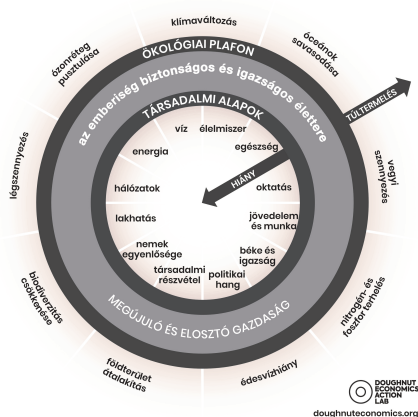 klímaváltozás
óceánok
savasodása
vegyi
szennyezés
nitrogén- és
foszfor terhelés
édesvízhiány
földterület
átalakítás
biodiverzitás
csökkenése
légszennyezés
ózonréteg
pusztulása
ÖKOLÓGIAI PLAFON
az emberiség biztonságos és igazságos élettere
TÁRSADALMI ALAPOK
TÚLTERMELÉS
HIÁNY
víz
élelmiszer
egészség
oktatás
jövedelem
és munka
béke és
igazság
politikai
hang
társadalmi
részvétel
nemek
egyenlősége
lakhatás
hálózatok
energia
MEGÚJULÓ ÉS ELOSZTÓ GAZDASÁG
DOUGHNUT
ECONOMICS
ACTION
LAB
doughnuteconomics.org